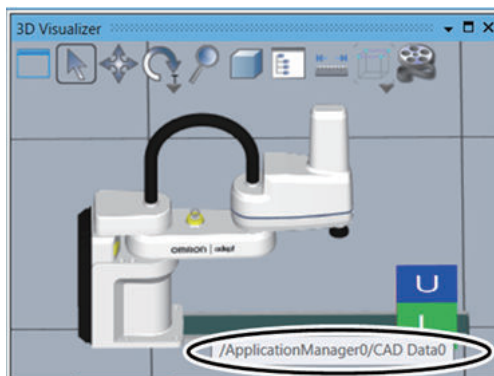 3D Visualizer
T
OMRON | adept
U
L
/ApplicationManager0/CAD Data0